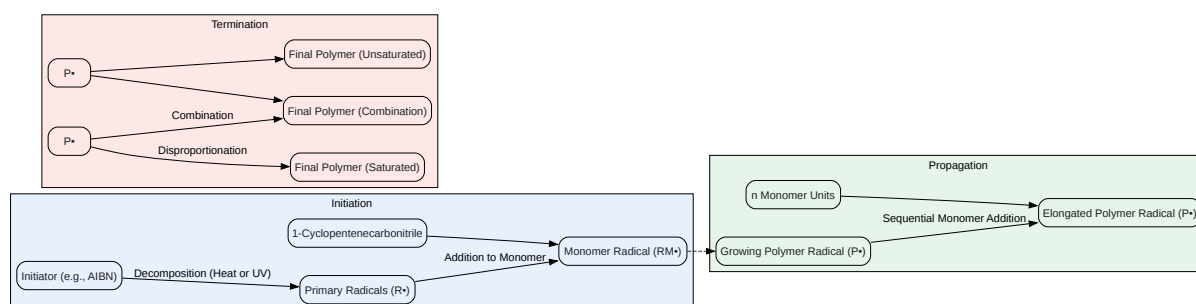 Termination
P•
Final Polymer (Unsaturated)
Combination
Final Polymer (Combination)
P•
Disproportionation
Final Polymer (Saturated)
Initiation
1-Cyclopentenecarbonitrile
Initiator (e.g., AIBN)
Decomposition (Heat or UV)
Primary Radicals (R•)
Addition to Monomer
Monomer Radical (RM•)
Propagation
n Monomer Units
Sequential Monomer Addition
Growing Polymer Radical (P•)
Elongated Polymer Radical (P•)